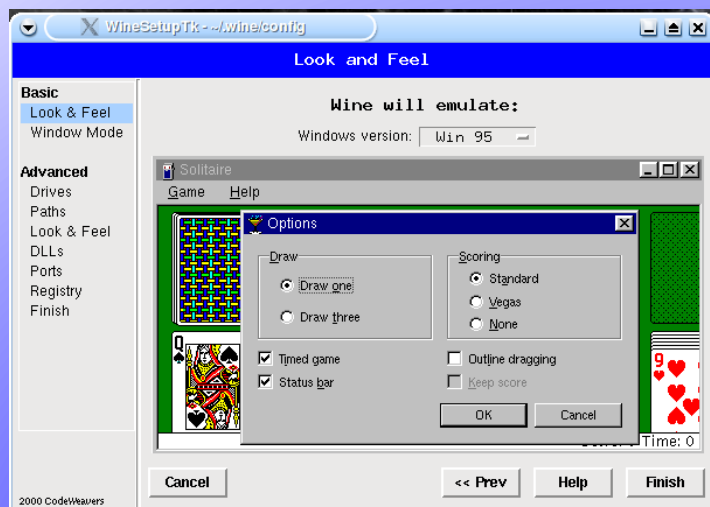 WineSetupTk - ~/.wine/config
Look and Feel
Basic
Look & Feel
Window Mode
Advanced
Drives
Paths
Look & Feel
DLLs
Ports
Registry
Finish
2000 CodeWeavers
Wine will emulate:
Windows version: Win 95
Solitaire
Game Help
Options
Draw
Draw one
Draw three
Scoring
Standard
Vegas
None
Timed game
Status bar
Outline dragging
Keep score
OK Cancel
Q
9
Time: 0
Cancel << Prev Help Finish